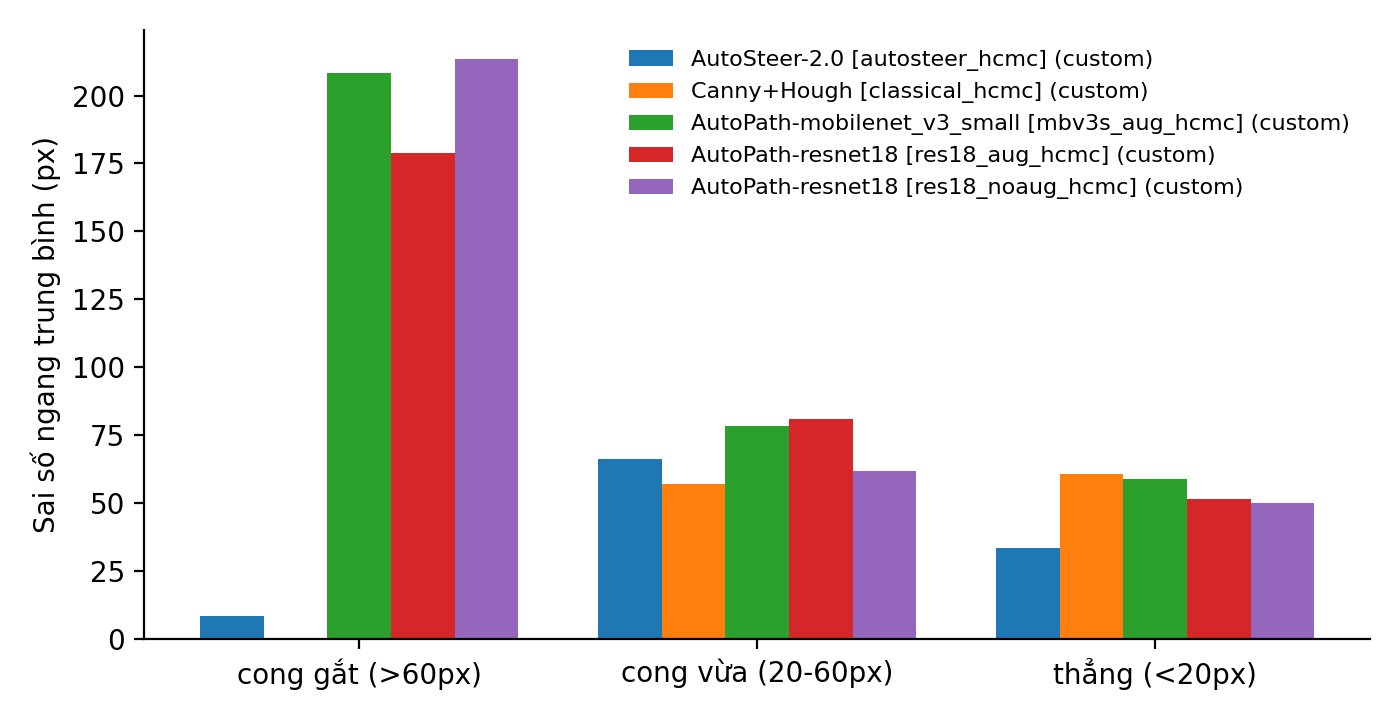 Sai số ngang trung bình (px)
200
175
150
125
100
75
50
25
0
AutoSteer-2.0 [autosteer_hcmc] (custom)
Canny+Hough [classical_hcmc] (custom)
AutoPath-mobilenet_v3_small [mbv3s_aug_hcmc] (custom)
AutoPath-resnet18 [res18_aug_hcmc] (custom)
AutoPath-resnet18 [res18_noaug_hcmc] (custom)
cong gắt (>60px)
cong vừa (20-60px)
thẳng (<20px)